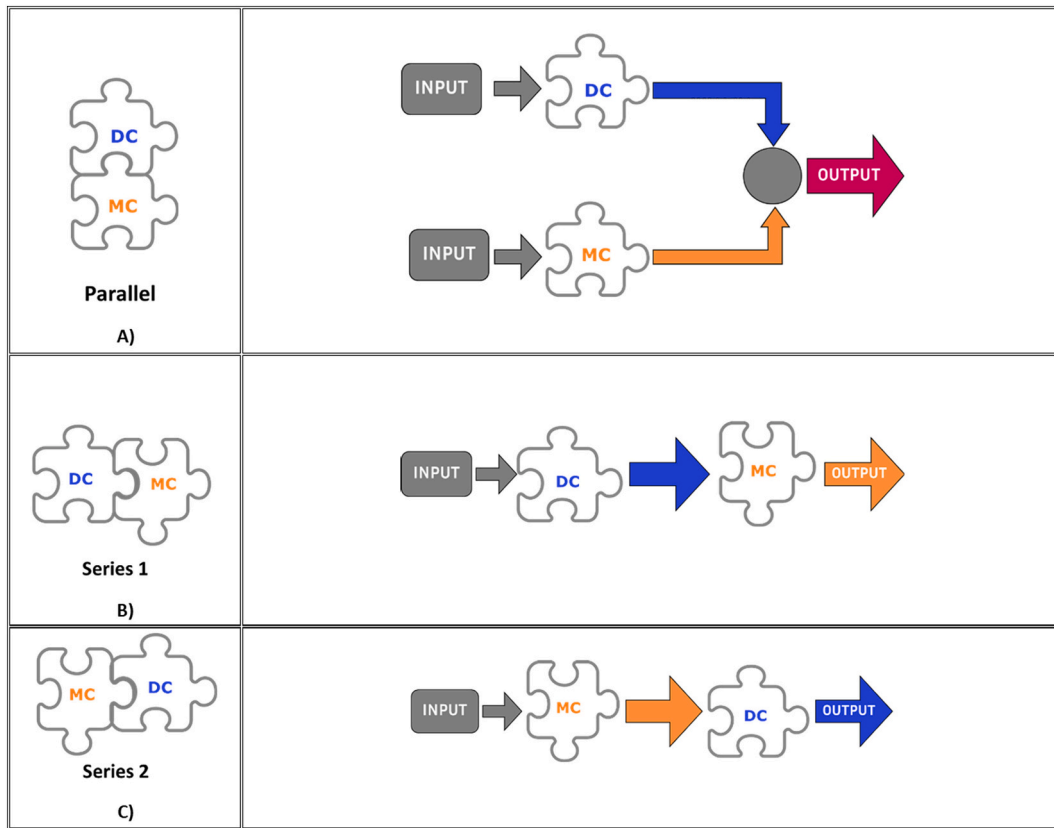 DC
MC
Parallel
A)
INPUT
DC
OUTPUT
INPUT
MC
DC
MC
Series 1
B)
INPUT
DC
MC
OUTPUT
MC
DC
Series 2
C)
INPUT
MC
DC
OUTPUT